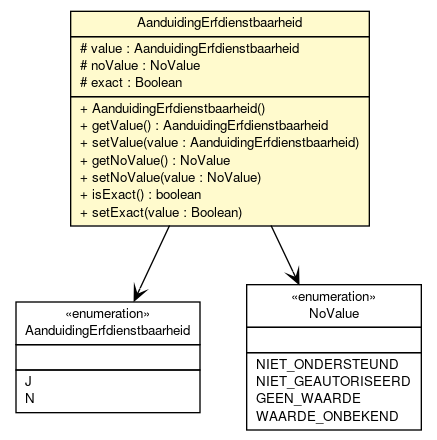 AanduidingErfdienstbaarheid
# value : AanduidingErfdienstbaarheid
# noValue : NoValue
# exact : Boolean
+ AanduidingErfdienstbaarheid()
+ getValue() : AanduidingErfdienstbaarheid
+ setValue(value : AanduidingErfdienstbaarheid)
+ getNoValue() : NoValue
+ setNoValue(value : NoValue)
+ isExact() : boolean
+ setExact(value : Boolean)
«enumeration»
AanduidingErfdienstbaarheid
J
N
«enumeration»
NoValue
NIET_ONDERSTEUND
NIET_GEAUTORISEERD
GEEN_WAARDE
WAARDE_ONBEKEND